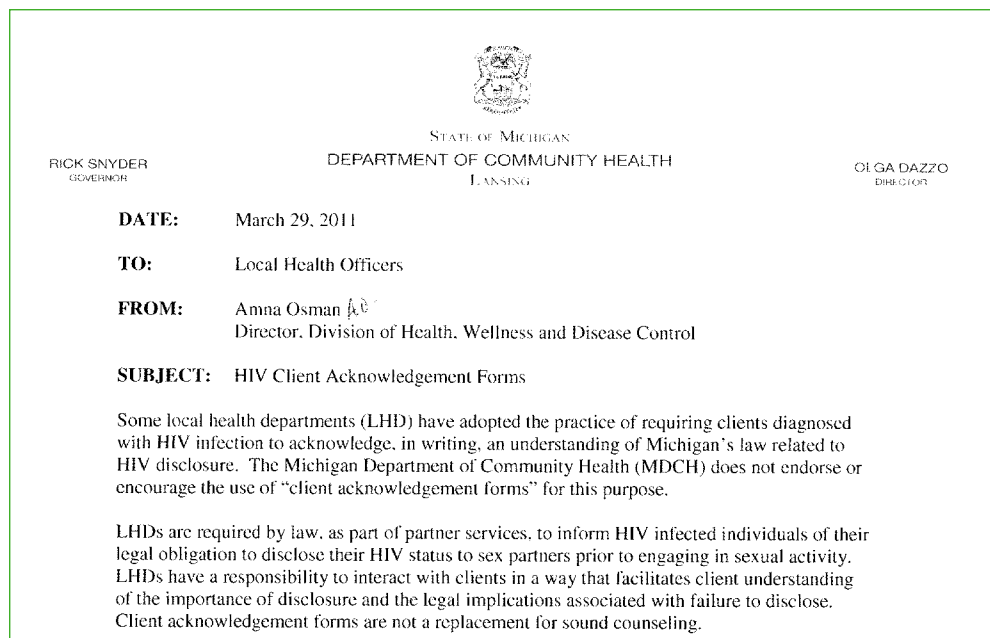 STATE OF MICHIGAN
RICK SNYDER
GOVERNOR
DEPARTMENT OF COMMUNITY HEALTH
LANSING
OLGA DAZZO
DIRECTOR
DATE: March 29, 2011
TO: Local Health Officers
FROM: Amna Osman
Director, Division of Health, Wellness and Disease Control
SUBJECT: HIV Client Acknowledgement Forms
Some local health departments (LHD) have adopted the practice of requiring clients diagnosed
with HIV infection to acknowledge, in writing, an understanding of Michigan's law related to
HIV disclosure. The Michigan Department of Community Health (MDCH) does not endorse or
encourage the use of “client acknowledgement forms” for this purpose.
LHDs are required by law, as part of partner services, to inform HIV infected individuals of their
legal obligation to disclose their HIV status to sex partners prior to engaging in sexual activity.
LHDs have a responsibility to interact with clients in a way that facilitates client understanding
of the importance of disclosure and the legal implications associated with failure to disclose.
Client acknowledgement forms are not a replacement for sound counseling.